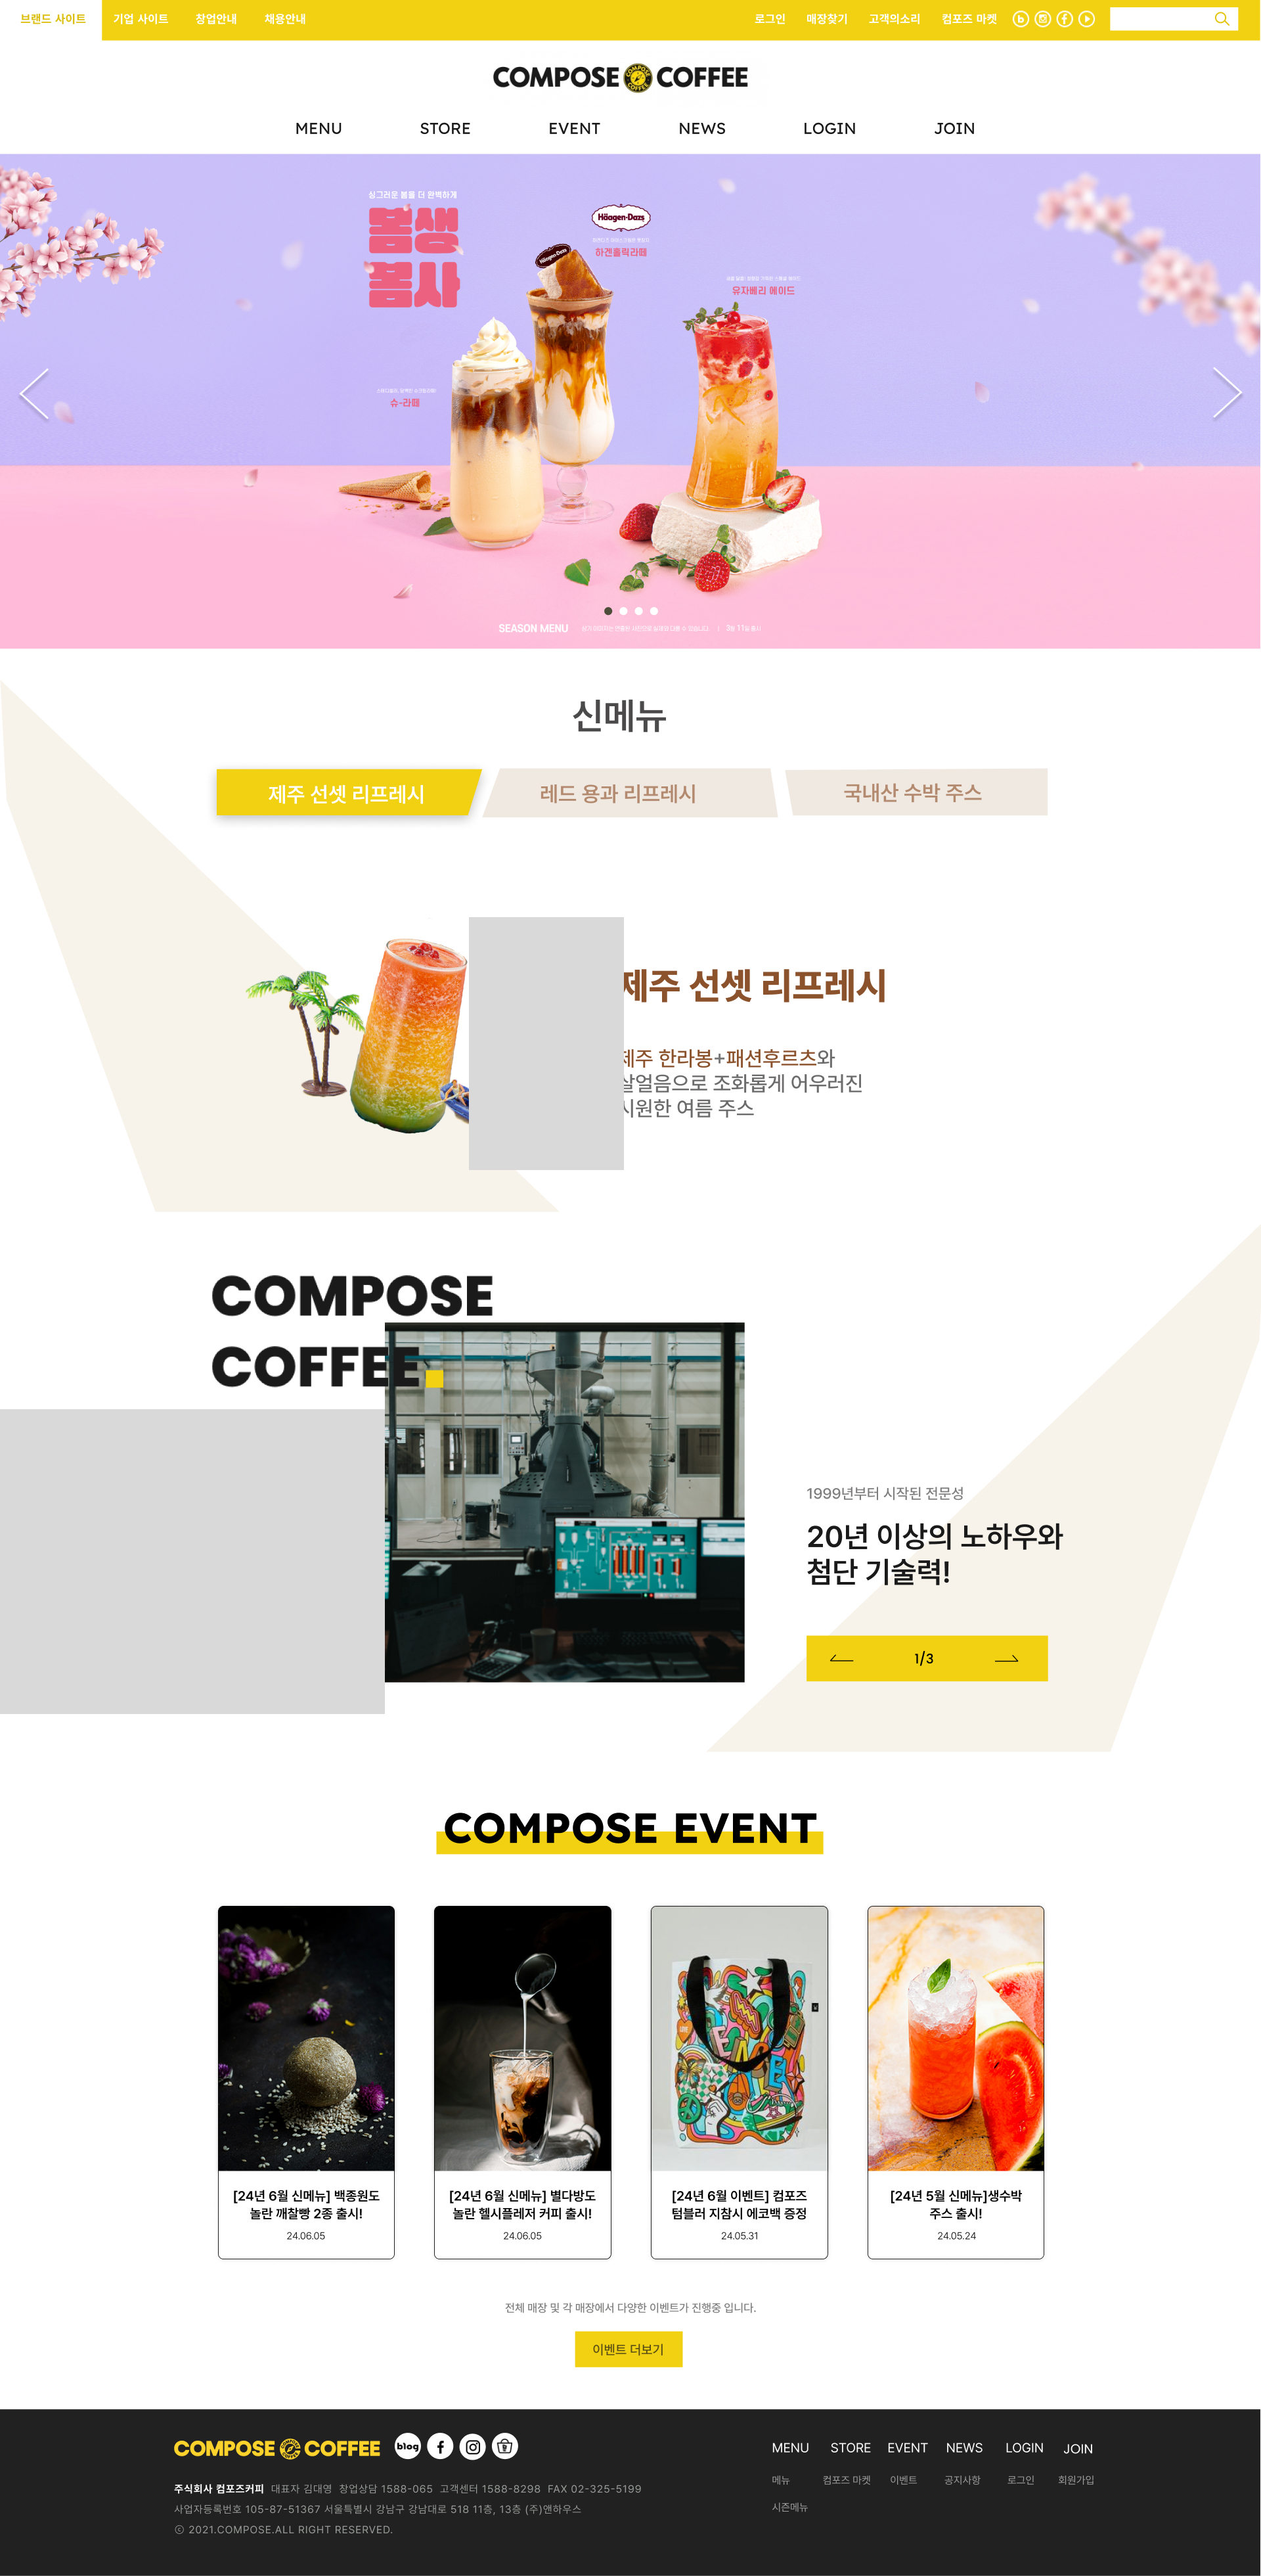 브랜드 사이트 기업 사이트 창업안내 채용안내 로그인 매장찾기 고객의소리 컴포즈 마켓
COMPOSE COFFEE
MENU STORE EVENT NEWS LOGIN JOIN
싱그러운 봄을 더 완벽하게
봄생
봄사
Häagen-Dazs
하겐홀릭라떼
Häagen-Dazs
유자베리 에이드
슈-라떼
SEASON MENU
3월 11일 출시
신메뉴
제주 선셋 리프레시 레드 용과 리프레시 국내산 수박 주스
제주 선셋 리프레시
제주 한라봉+패션후르츠와
살얼음으로 조화롭게 어우러진
시원한 여름 주스
COMPOSE
COFFEE.
1999년부터 시작된 전문성
20년 이상의 노하우와
첨단 기술력!
1/3
COMPOSE EVENT
[24년 6월 신메뉴] 백종원도
놀란 깨찰빵 2종 출시!
24.06.05
[24년 6월 신메뉴] 별다방도
놀란 헬시플레저 커피 출시!
24.06.05
[24년 6월 이벤트] 컴포즈
텀블러 지참시 에코백 증정
24.05.31
[24년 5월 신메뉴]생수박
주스 출시!
24.05.24
전체 매장 및 각 매장에서 다양한 이벤트가 진행중 입니다.
이벤트 더보기
COMPOSE COFFEE blog
MENU STORE EVENT NEWS LOGIN JOIN
메뉴 컴포즈 마켓 이벤트 공지사항 로그인 회원가입
시즌메뉴
주식회사 컴포즈커피 대표자 김대영 창업상담 1588-065 고객센터 1588-8298 FAX 02-325-5199
사업자등록번호 105-87-51367 서울특별시 강남구 강남대로 518 11층, 13층 (주)앤하우스
ⓒ 2021.COMPOSE.ALL RIGHT RESERVED.